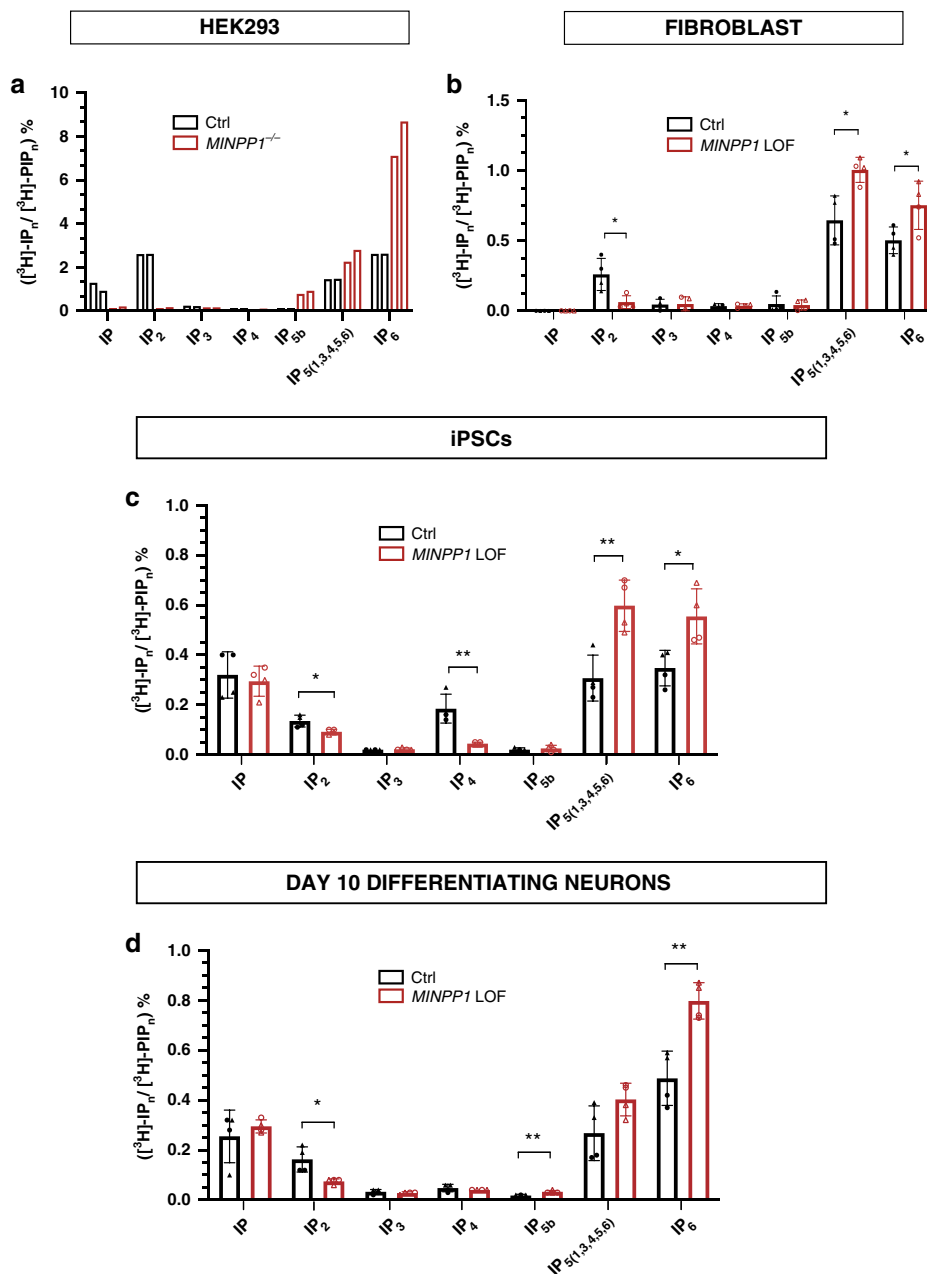 HEK293
FIBROBLAST
a
([³H]-IPₙ/ [³H]-PIPₙ) %
10
8
6
4
2
0
Ctrl
MINPP1⁻/⁻
IP
IP₂
IP₃
IP₄
IP₅b
IP₅(1,3,4,5,6)
IP₆
b
([³H]-IPₙ/ [³H]-PIPₙ) %
1.5
1.0
0.5
0.0
Ctrl
MINPP1 LOF
*
*
*
IP
IP₂
IP₃
IP₄
IP₅b
IP₅(1,3,4,5,6)
IP₆
iPSCs
c
([³H]-IPₙ/ [³H]-PIPₙ) %
1.0
0.8
0.6
0.4
0.2
0.0
Ctrl
MINPP1 LOF
*
**
**
*
IP
IP₂
IP₃
IP₄
IP₅b
IP₅(1,3,4,5,6)
IP₆
DAY 10 DIFFERENTIATING NEURONS
d
([³H]-IPₙ/ [³H]-PIPₙ) %
1.0
0.8
0.6
0.4
0.2
0.0
Ctrl
MINPP1 LOF
*
**
**
IP
IP₂
IP₃
IP₄
IP₅b
IP₅(1,3,4,5,6)
IP₆